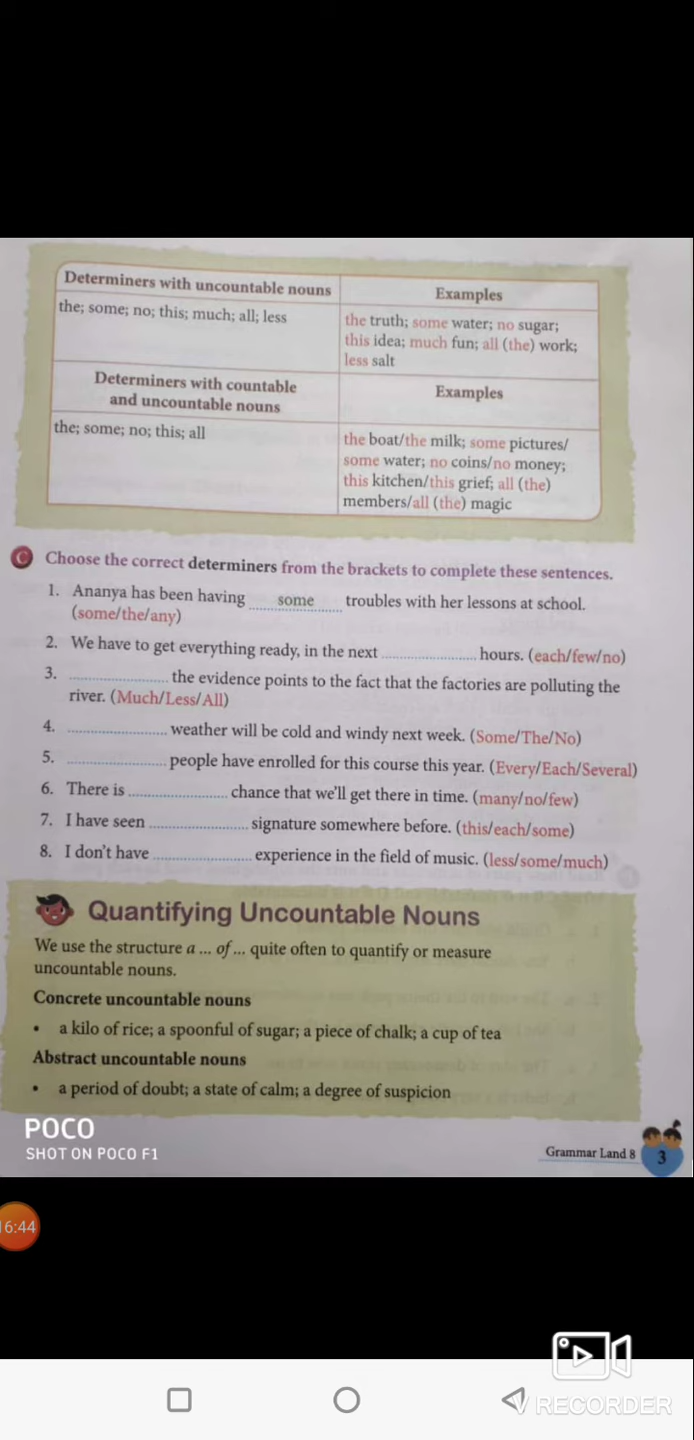 Determiners with uncountable nouns
Examples
the; some; no; this; much; all; less
the truth; some water; no sugar;
this idea; much fun; all (the) work;
less salt
Determiners with countable
and uncountable nouns
Examples
the; some; no; this; all
the boat/the milk; some pictures/
some water; no coins/no money;
this kitchen/this grief; all (the)
members/all (the) magic
C Choose the correct determiners from the brackets to complete these sentences.
1. Ananya has been having some troubles with her lessons at school.
(some/the/any)
2. We have to get everything ready, in the next ........................ hours. (each/few/no)
3. ........................ the evidence points to the fact that the factories are polluting the
river. (Much/Less/All)
4. ........................ weather will be cold and windy next week. (Some/The/No)
5. ........................ people have enrolled for this course this year. (Every/Each/Several)
6. There is ........................ chance that we'll get there in time. (many/no/few)
7. I have seen ........................ signature somewhere before. (this/each/some)
8. I don't have ........................ experience in the field of music. (less/some/much)
Quantifying Uncountable Nouns
We use the structure a ... of ... quite often to quantify or measure
uncountable nouns.
Concrete uncountable nouns
• a kilo of rice; a spoonful of sugar; a piece of chalk; a cup of tea
Abstract uncountable nouns
• a period of doubt; a state of calm; a degree of suspicion
POCO
SHOT ON POCO F1
Grammar Land 8 3
16:44
V RECORDER